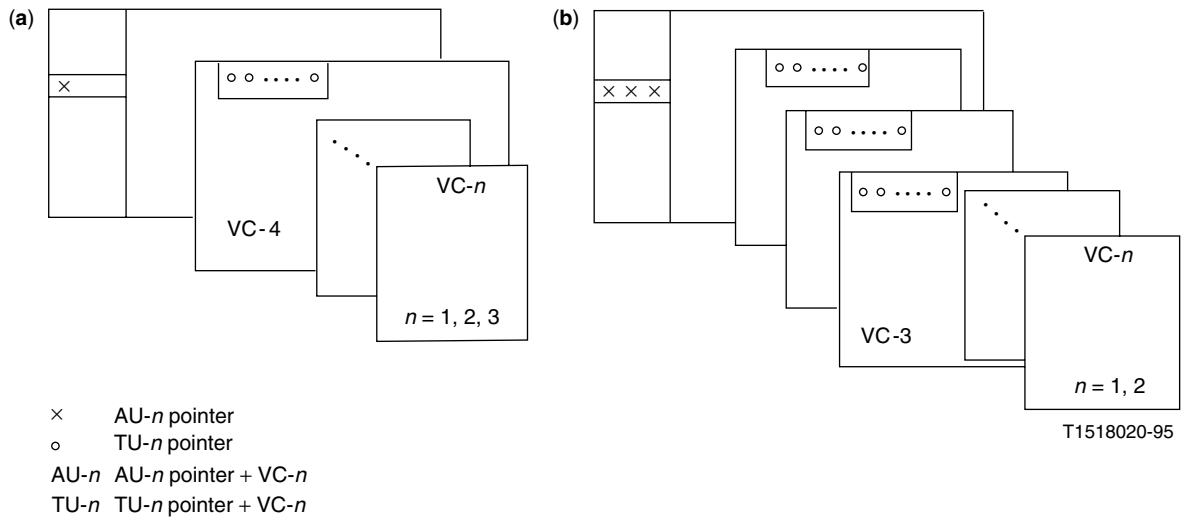 (a)
×
VC-4
VC-n
n = 1, 2, 3
(b)
× × ×
VC-3
VC-n
n = 1, 2
T1518020-95
× AU-n pointer
o TU-n pointer
AU-n AU-n pointer + VC-n
TU-n TU-n pointer + VC-n